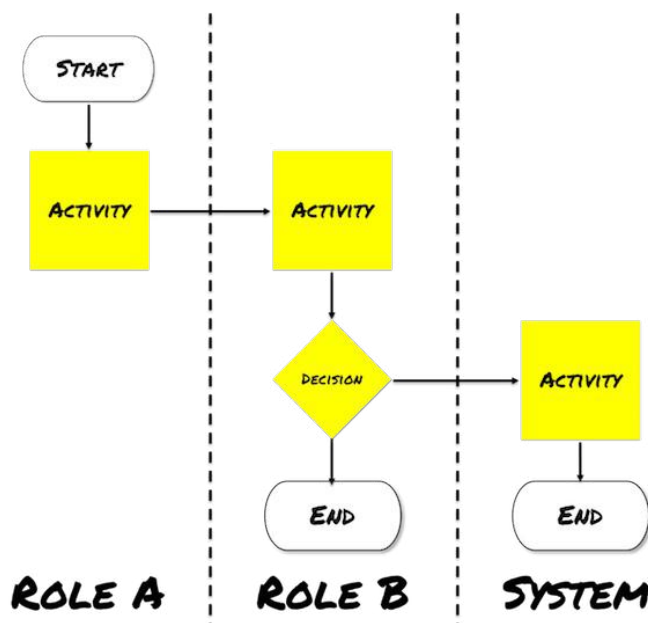 START
ACTIVITY
ACTIVITY
DECISION
ACTIVITY
END
END
ROLE A
ROLE B
SYSTEM